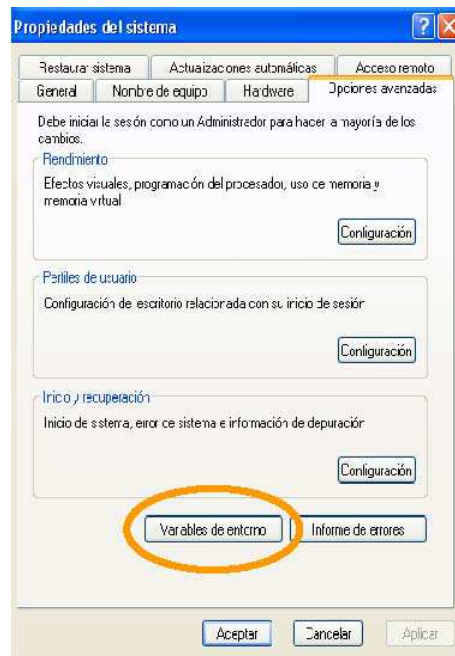 Propiedades del sistema
Restaurar sistema Actualizaciones automáticas Acceso remoto
General Nombre de equipo Hardware Opciones avanzadas
Debe iniciar la sesión como un Administrador para hacer la mayoría de los
cambios.
Rendimiento
Efectos visuales, programación del procesador, uso de memoria y
memoria virtual
Configuración
Perfiles de usuario
Configuración de escritorio relacionada con su inicio de sesión
Configuración
Inicio y recuperación
Inicio de sistema, error de sistema e información de depuración
Configuración
Variables de entorno Informe de errores
Aceptar Cancelar Aplicar